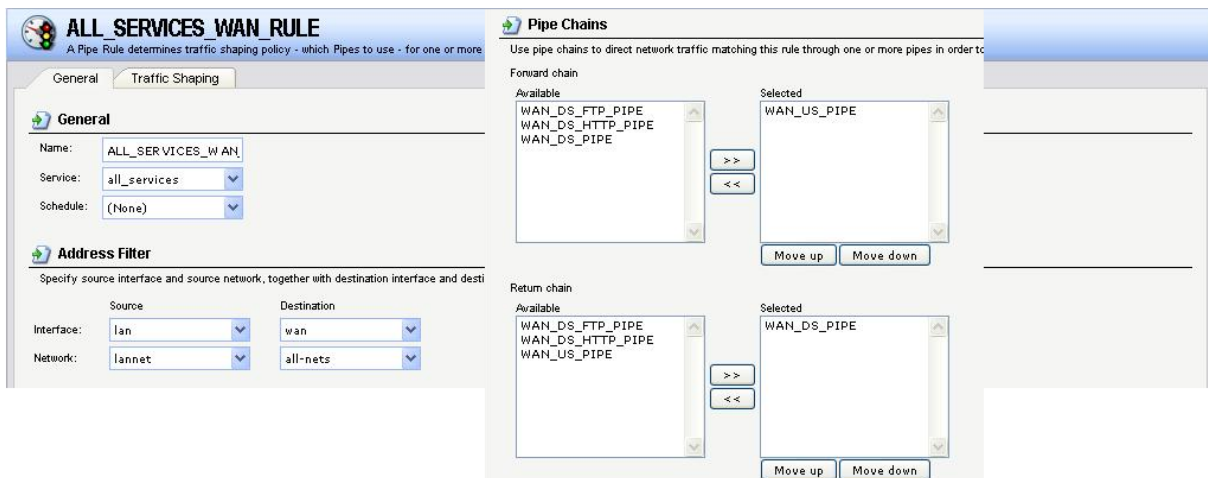 ALL_SERVICES_WAN_RULE
A Pipe Rule determines traffic shaping policy - which Pipes to use - for one or more
General
Traffic Shaping
General
Name:
ALL_SERVICES_WAN_
Service:
all_services
Schedule:
(None)
Address Filter
Specify source interface and source network, together with destination interface and desti
Source
Destination
Interface:
lan
wan
Network:
lannet
all-nets
Pipe Chains
Use pipe chains to direct network traffic matching this rule through one or more pipes in order to
Forward chain
Available
Selected
WAN_DS_FTP_PIPE
WAN_DS_HTTP_PIPE
WAN_DS_PIPE
>>
<<
WAN_US_PIPE
Move up
Move down
Return chain
Available
Selected
WAN_DS_FTP_PIPE
WAN_DS_HTTP_PIPE
WAN_US_PIPE
>>
<<
WAN_DS_PIPE
Move up
Move down